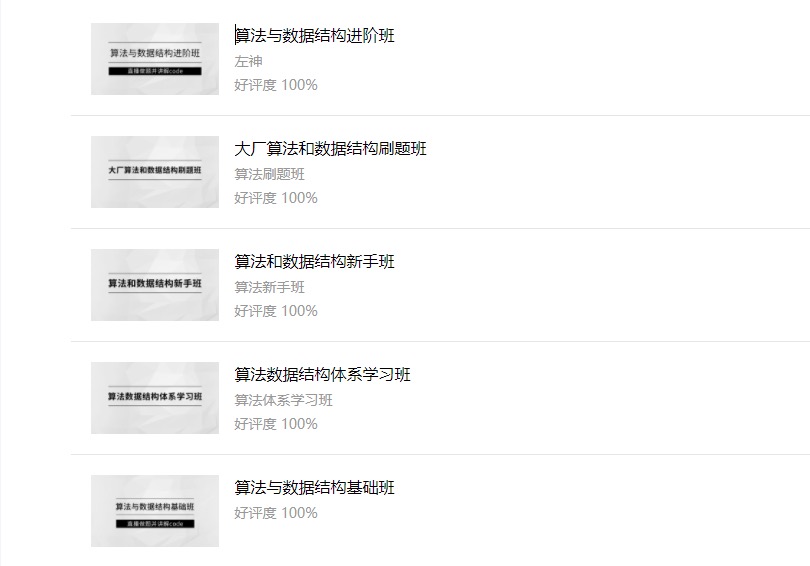 算法与数据结构进阶班
直播做题并讲解code
算法与数据结构进阶班
左神
好评度 100%
大厂算法和数据结构刷题班
大厂算法和数据结构刷题班
算法刷题班
好评度 100%
算法和数据结构新手班
算法和数据结构新手班
算法新手班
好评度 100%
算法数据结构体系学习班
算法数据结构体系学习班
算法体系学习班
好评度 100%
算法与数据结构基础班
直播做题并讲解code
算法与数据结构基础班
好评度 100%